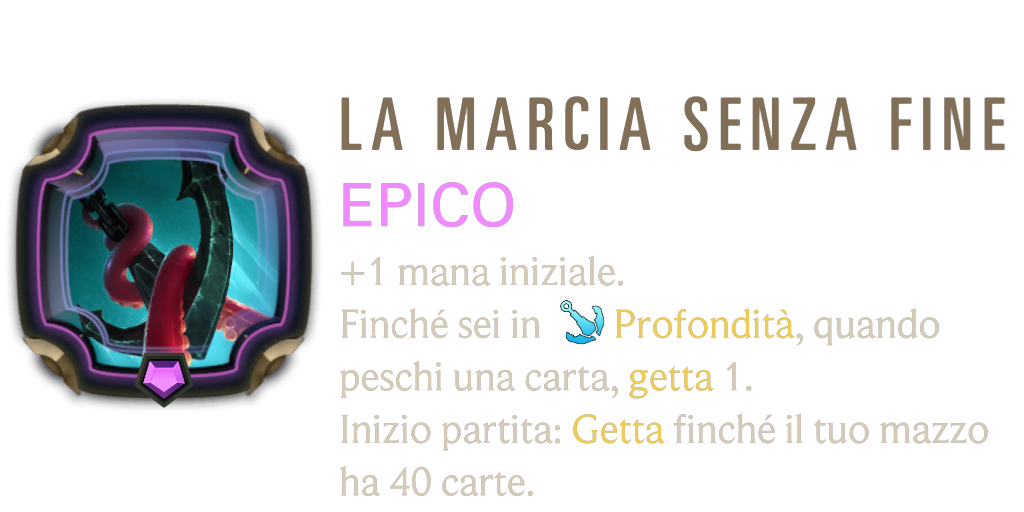 LA MARCIA SENZA FINE
EPICO
+1 mana iniziale.
Finché sei in Profondità, quando
peschi una carta, getta 1.
Inizio partita: Getta finché il tuo mazzo
ha 40 carte.